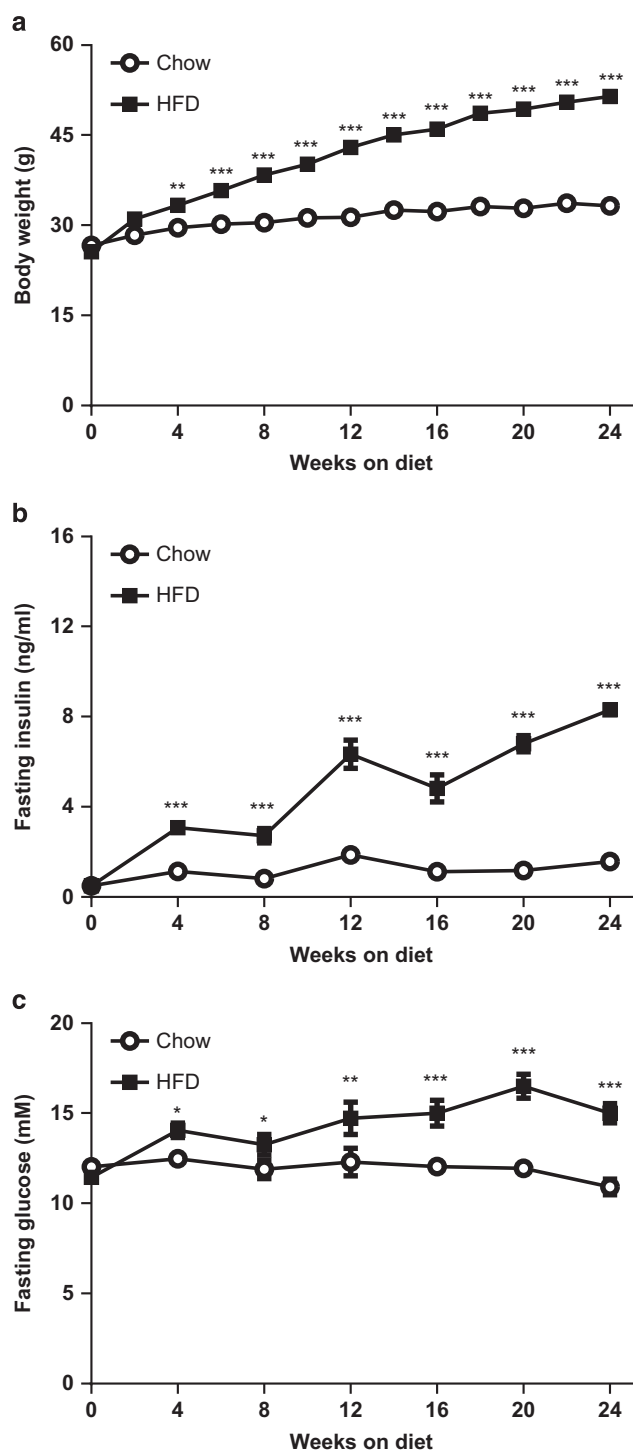 a
60
Chow
HFD
***
***
***
***
***
***
***
***
***
***
**
45
30
15
0
Body weight (g)
0 4 8 12 16 20 24
Weeks on diet
b
16
Chow
HFD
12
***
***
***
***
8
***
***
4
0
Fasting insulin (ng/ml)
0 4 8 12 16 20 24
Weeks on diet
c
20
Chow
HFD
***
***
***
**
*
*
15
10
5
0
Fasting glucose (mM)
0 4 8 12 16 20 24
Weeks on diet